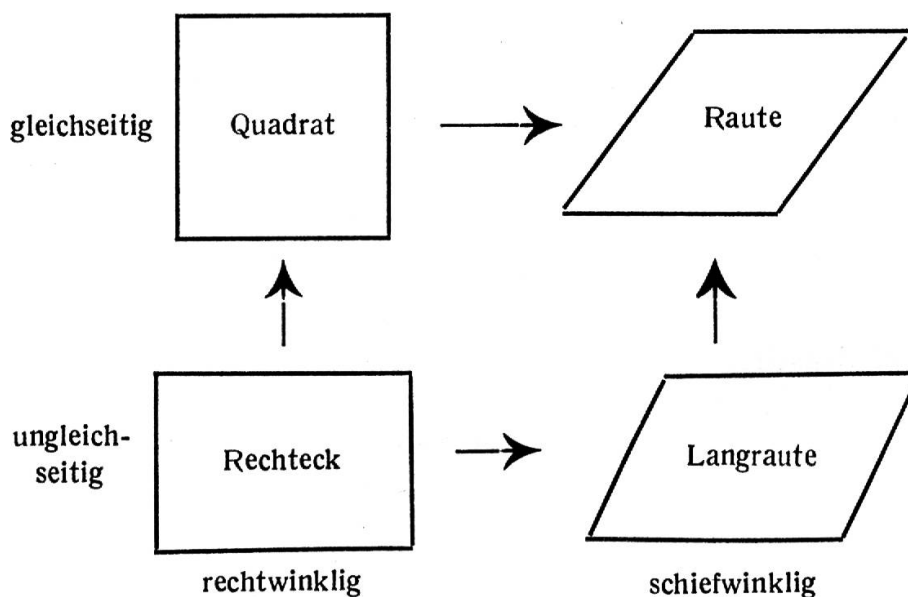 gleichseitig
Quadrat
Raute
ungleich-
seitig
Rechteck
Langraute
rechtwinklig
schiefwinklig